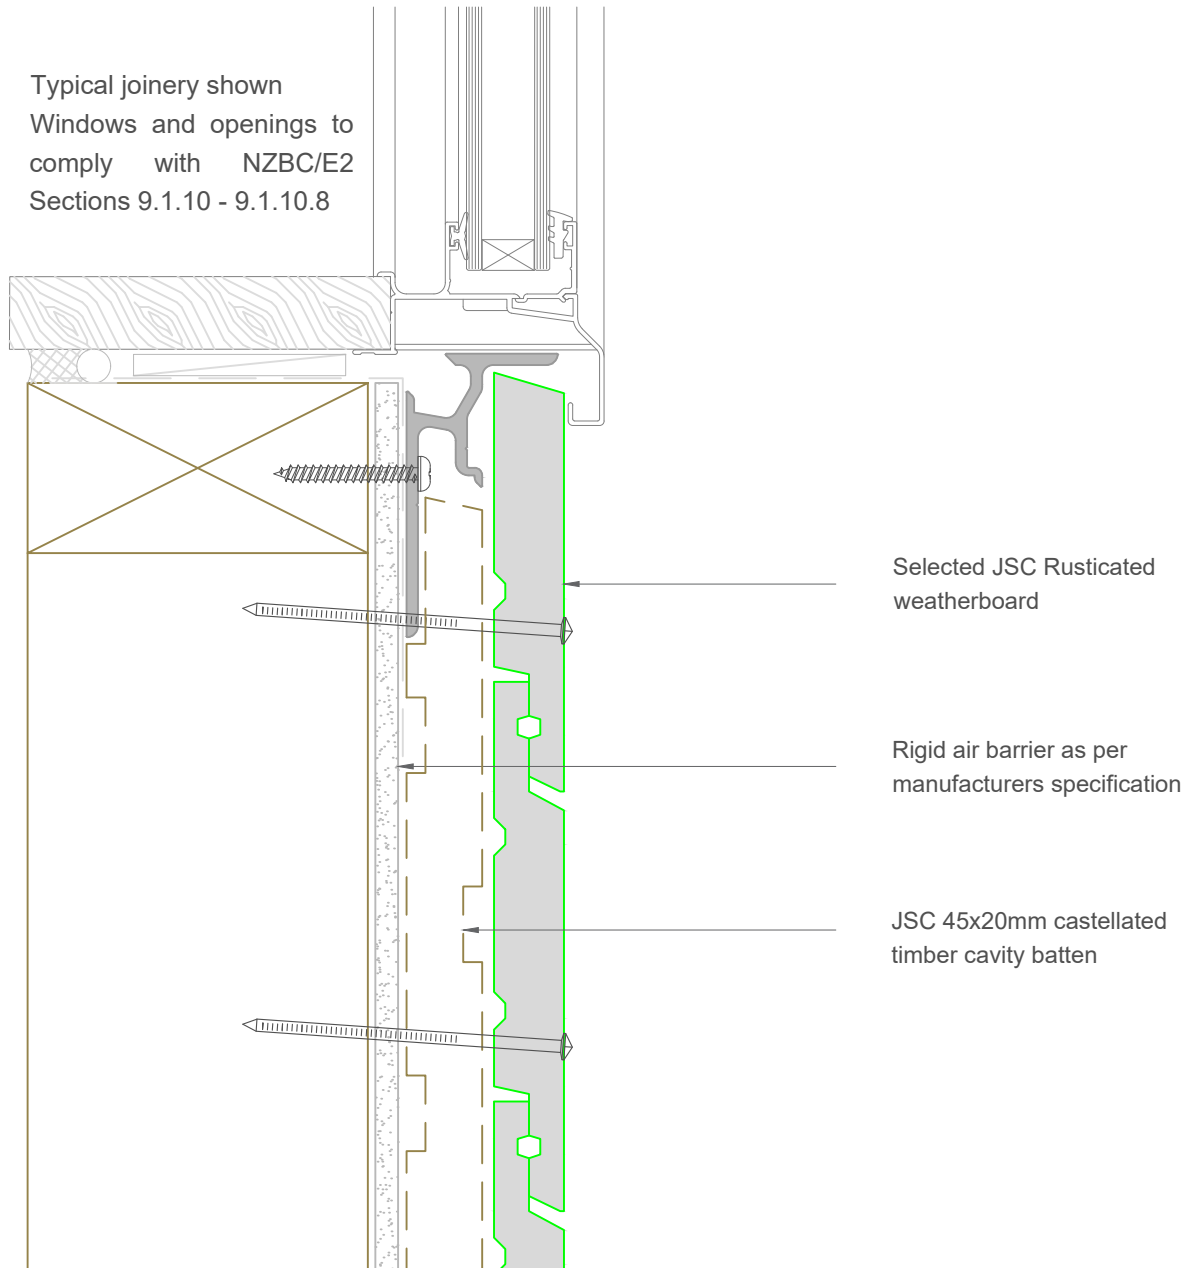 Typical joinery shown
Windows and openings to
comply with NZBC/E2
Sections 9.1.10 - 9.1.10.8
Selected JSC Rusticated
weatherboard
Rigid air barrier as per
manufacturers specification
JSC 45x20mm castellated
timber cavity batten